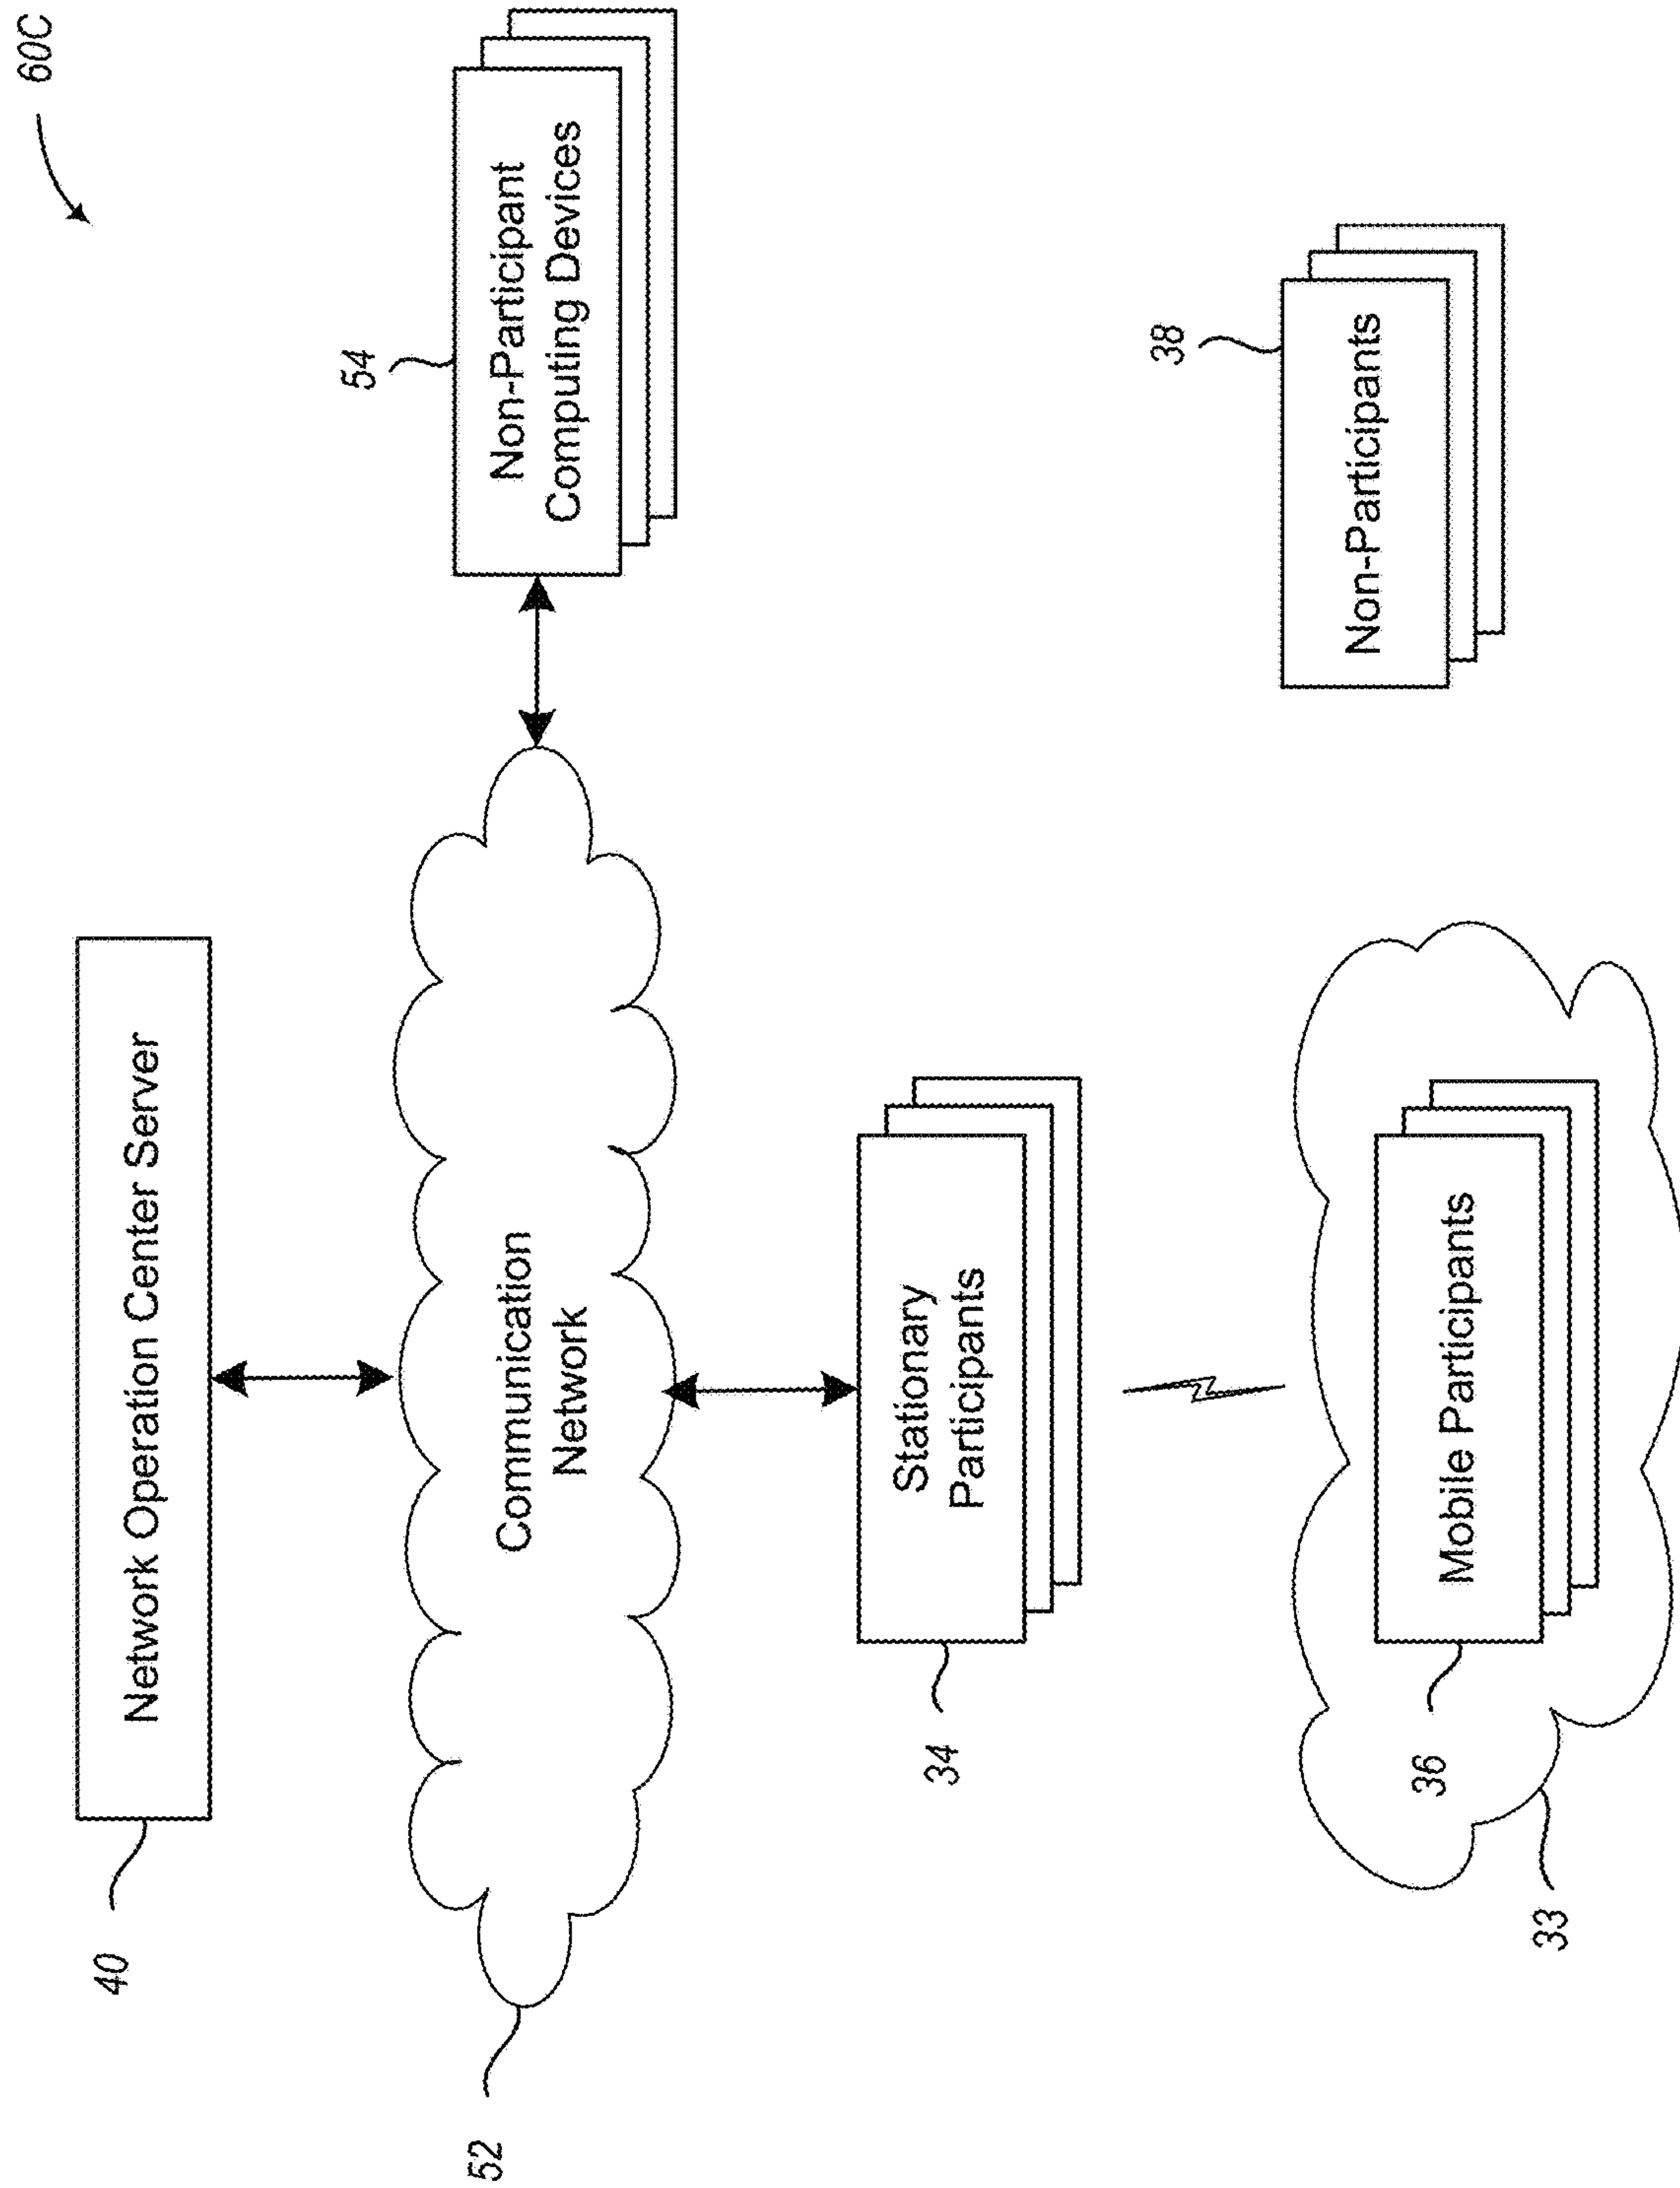 60C
40
Network Operation Center Server
52
Communication
Network
54
Non-Participant
Computing Devices
34
Stationary
Participants
38
Non-Participants
36
Mobile Participants
33